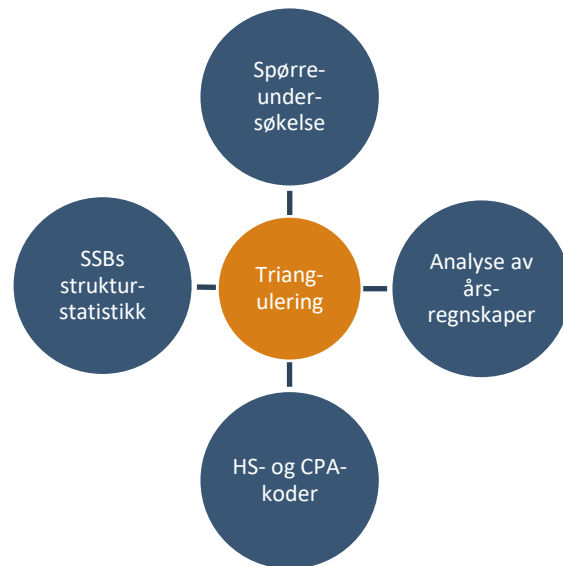 Spørre-
under-
søkelse
SSBs
struktur-
statistikk
Triang-
ulering
Analyse av
års-
regnskaper
HS- og CPA-
koder